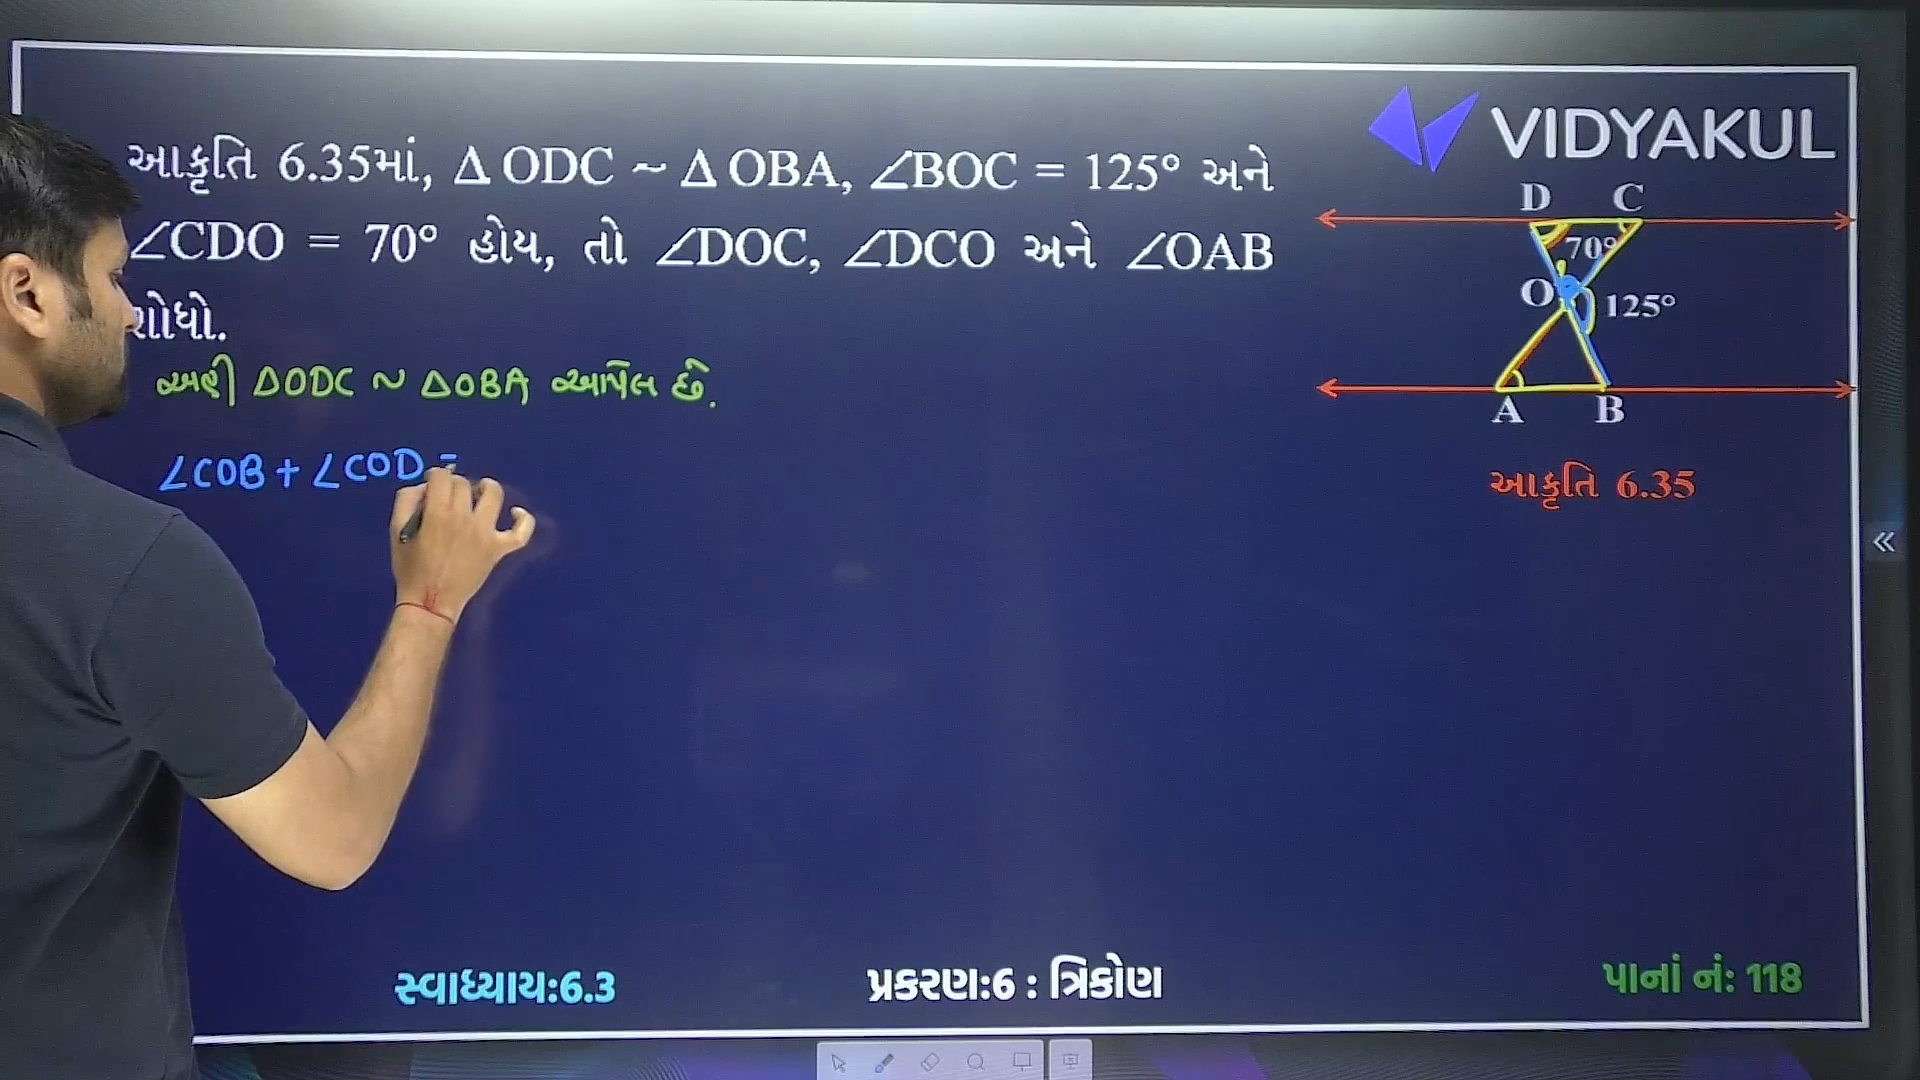 VIDYAKUL
આકૃતિ 6.35માં, Δ ODC ~ Δ OBA, ∠BOC = 125° અને
∠CDO = 70° હોય, તો ∠DOC, ∠DCO અને ∠OAB
શોધો.
D C
70°
O 125°
A B
આકૃતિ 6.35
અહીં ΔODC ~ ΔOBA આપેલ છે.
∠COB + ∠COD =
સ્વાધ્યાય:6.3 પ્રકરણ:6 : ત્રિકોણ પાનાં નં: 118